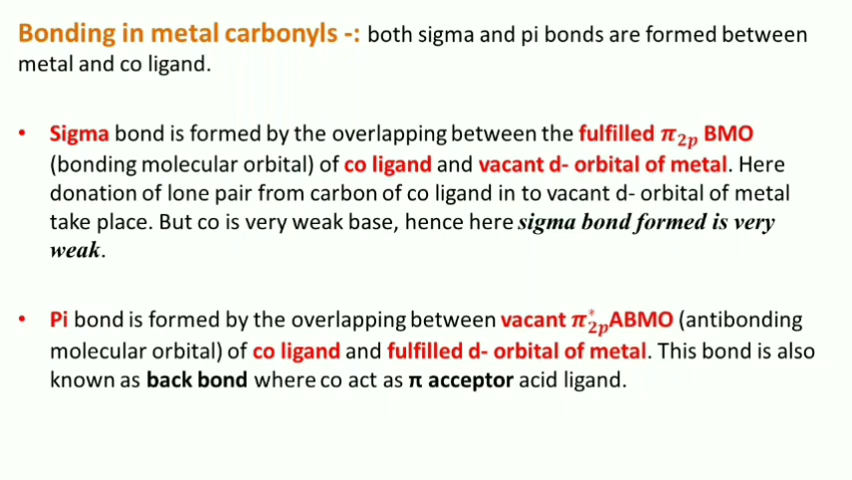 Bonding in metal carbonyls -: both sigma and pi bonds are formed between
metal and co ligand.
• Sigma bond is formed by the overlapping between the fulfilled π₂ₚ BMO
(bonding molecular orbital) of co ligand and vacant d- orbital of metal. Here
donation of lone pair from carbon of co ligand in to vacant d- orbital of metal
take place. But co is very weak base, hence here sigma bond formed is very
weak.
• Pi bond is formed by the overlapping between vacant π*₂ₚABMO (antibonding
molecular orbital) of co ligand and fulfilled d- orbital of metal. This bond is also
known as back bond where co act as π acceptor acid ligand.